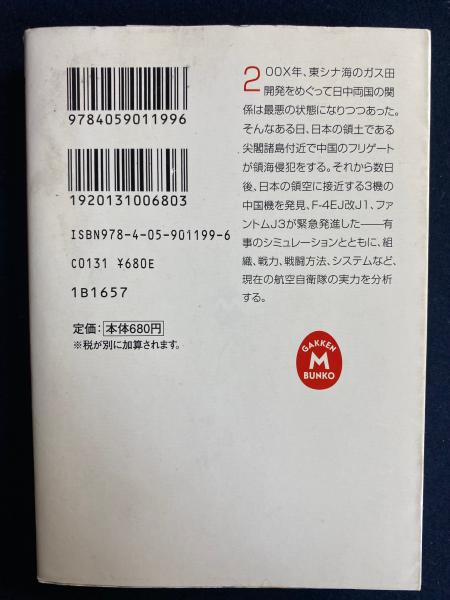 9784059011996
1920131006803
ISBN978-4-05-901199-6
C0131 ¥680E
1B1657
定価：本体680円
※税が別に加算されます。
200X年、東シナ海のガス田
開発をめぐって日中両国の関
係は最悪の状態になりつつあった。
そんなある日、日本の領土である
尖閣諸島付近で中国のフリゲート
が領海侵犯をする。それから数日
後、日本の領空に接近する3機の
中国機を発見、F-4EJ改J1、ファ
ントムJ3が緊急発進した――有
事のシミュレーションとともに、組
織、戦力、戦闘方法、システムなど、
現在の航空自衛隊の実力を分析
する。
GAKKEN
M
BUNKO